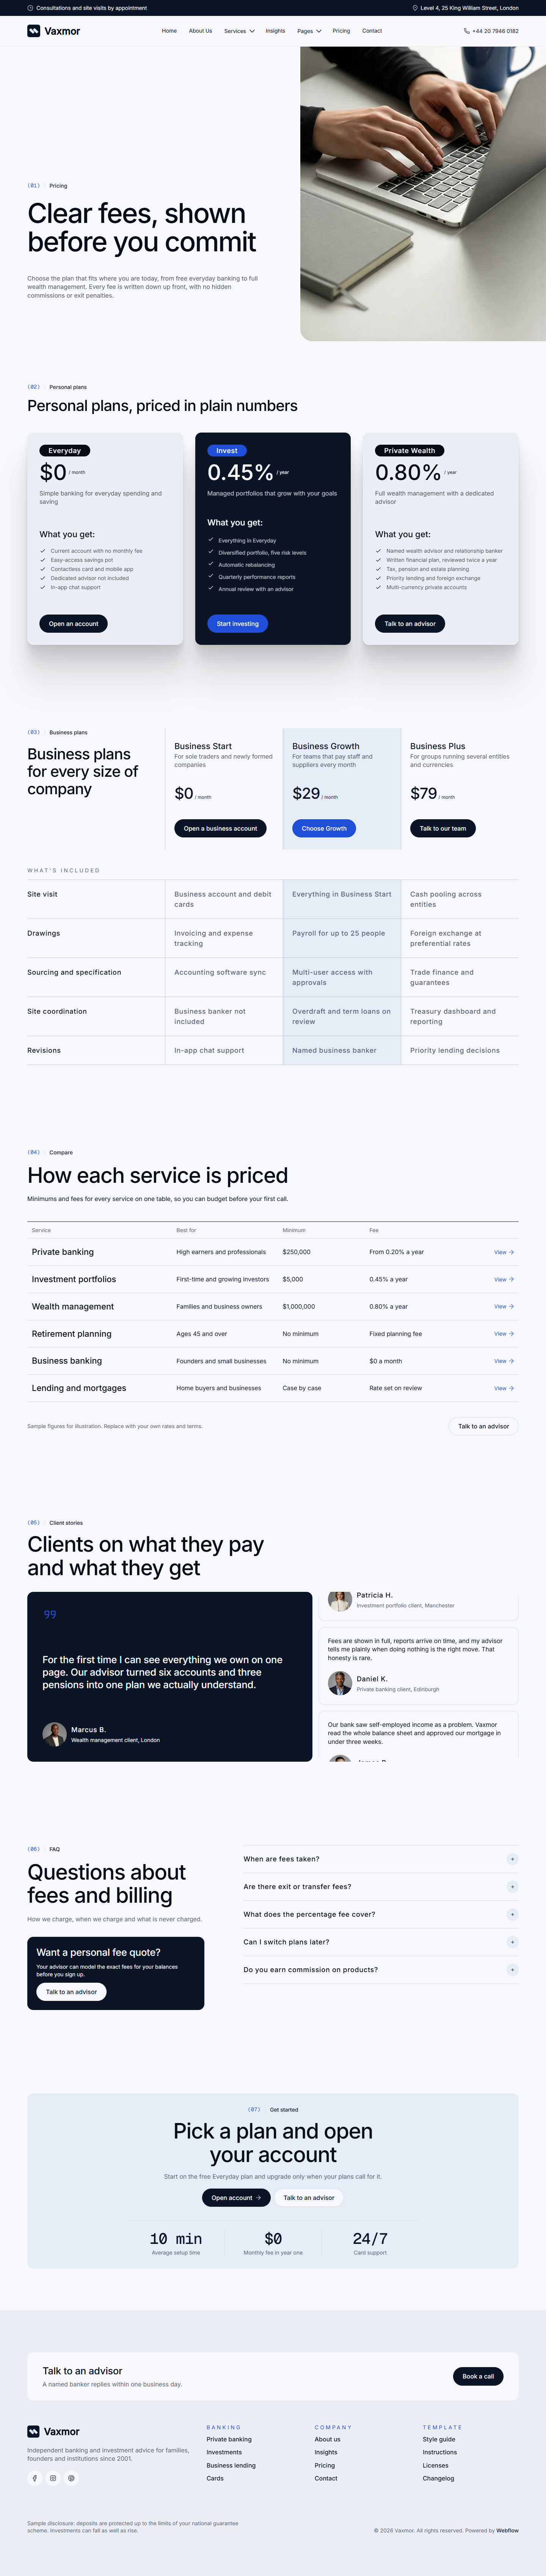 Consultations and site visits by appointment
Level 4, 25 King William Street, London
Vaxmor
Home
About Us
Services
Insights
Pages
Pricing
Contact
+44 20 7946 0182
(01)
Pricing
Clear fees, shown
before you commit
Choose the plan that fits where you are today, from free everyday banking to full
wealth management. Every fee is written down up front, with no hidden
commissions or exit penalties.
(02)
Personal plans
Personal plans, priced in plain numbers
Everyday
$0 / month
Simple banking for everyday spending and
saving
What you get:
Current account with no monthly fee
Easy-access savings pot
Contactless card and mobile app
Dedicated advisor not included
In-app chat support
Open an account
Invest
0.45% / year
Managed portfolios that grow with your goals
What you get:
Everything in Everyday
Diversified portfolio, five risk levels
Automatic rebalancing
Quarterly performance reports
Annual review with an advisor
Start investing
Private Wealth
0.80% / year
Full wealth management with a dedicated
advisor
What you get:
Named wealth advisor and relationship banker
Written financial plan, reviewed twice a year
Tax, pension and estate planning
Priority lending and foreign exchange
Multi-currency private accounts
Talk to an advisor
(03)
Business plans
Business plans
for every size of
company
Business Start
For sole traders and newly formed
companies
$0 / month
Open a business account
Business Growth
For teams that pay staff and
suppliers every month
$29 / month
Choose Growth
Business Plus
For groups running several entities
and currencies
$79 / month
Talk to our team
WHAT'S INCLUDED
Site visit
Business account and debit
cards
Everything in Business Start
Cash pooling across
entities
Drawings
Invoicing and expense
tracking
Payroll for up to 25 people
Foreign exchange at
preferential rates
Sourcing and specification
Accounting software sync
Multi-user access with
approvals
Trade finance and
guarantees
Site coordination
Business banker not
included
Overdraft and term loans on
review
Treasury dashboard and
reporting
Revisions
In-app chat support
Named business banker
Priority lending decisions
(04)
Compare
How each service is priced
Minimums and fees for every service on one table, so you can budget before your first call.
Service
Best for
Minimum
Fee
Private banking
High earners and professionals
$250,000
From 0.20% a year
View
Investment portfolios
First-time and growing investors
$5,000
0.45% a year
View
Wealth management
Families and business owners
$1,000,000
0.80% a year
View
Retirement planning
Ages 45 and over
No minimum
Fixed planning fee
View
Business banking
Founders and small businesses
No minimum
$0 a month
View
Lending and mortgages
Home buyers and businesses
Case by case
Rate set on review
View
Sample figures for illustration. Replace with your own rates and terms.
Talk to an advisor
(05)
Client stories
Clients on what they pay
and what they get
For the first time I can see everything we own on one
page. Our advisor turned six accounts and three
pensions into one plan we actually understand.
Marcus B.
Wealth management client, London
Patricia H.
Investment portfolio client, Manchester
Fees are shown in full, reports arrive on time, and my advisor
tells me plainly when doing nothing is the right move. That
honesty is rare.
Daniel K.
Private banking client, Edinburgh
Our bank saw self-employed income as a problem. Vaxmor
read the whole balance sheet and approved our mortgage in
under three weeks.
(06)
FAQ
Questions about
fees and billing
How we charge, when we charge and what is never charged.
Want a personal fee quote?
Your advisor can model the exact fees for your balances
before you sign up.
Talk to an advisor
When are fees taken?
Are there exit or transfer fees?
What does the percentage fee cover?
Can I switch plans later?
Do you earn commission on products?
(07)
Get started
Pick a plan and open
your account
Start on the free Everyday plan and upgrade only when your plans call for it.
Open account
Talk to an advisor
10 min
Average setup time
$0
Monthly fee in year one
24/7
Card support
Talk to an advisor
A named banker replies within one business day.
Book a call
Vaxmor
Independent banking and investment advice for families,
founders and institutions since 2001.
BANKING
Private banking
Investments
Business lending
Cards
COMPANY
About us
Insights
Pricing
Contact
TEMPLATE
Style guide
Instructions
Licenses
Changelog
Sample disclosure: deposits are protected up to the limits of your national guarantee
scheme. Investments can fall as well as rise.
© 2026 Vaxmor. All rights reserved. Powered by Webflow